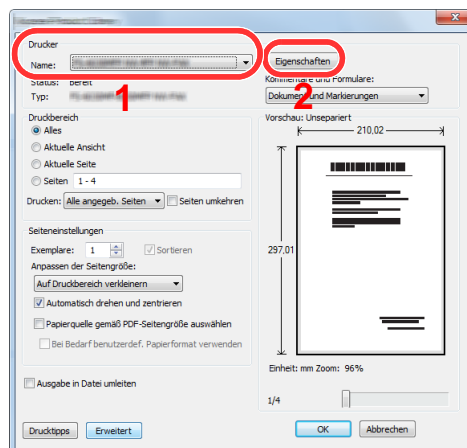 Drucker
Name:
Eigenschaften
1
2
Status: bereit
Kommentare und Formulare:
Typ:
Dokument und Markierungen
Druckbereich
Alles
Aktuelle Ansicht
Aktuelle Seite
Seiten 1 - 4
Drucken: Alle angegeb. Seiten Seiten umkehren
Vorschau: Unsepariert
210,02
297,01
Seiteneinstellungen
Exemplare: 1 Sortieren
Anpassen der Seitengröße:
Auf Druckbereich verkleinern
Automatisch drehen und zentrieren
Papierquelle gemäß PDF-Seitengröße auswählen
Bei Bedarf benutzerdef. Papierformat verwenden
Einheit: mm Zoom: 96%
Ausgabe in Datei umleiten
1/4
Drucktipps Erweitert OK Abbrechen